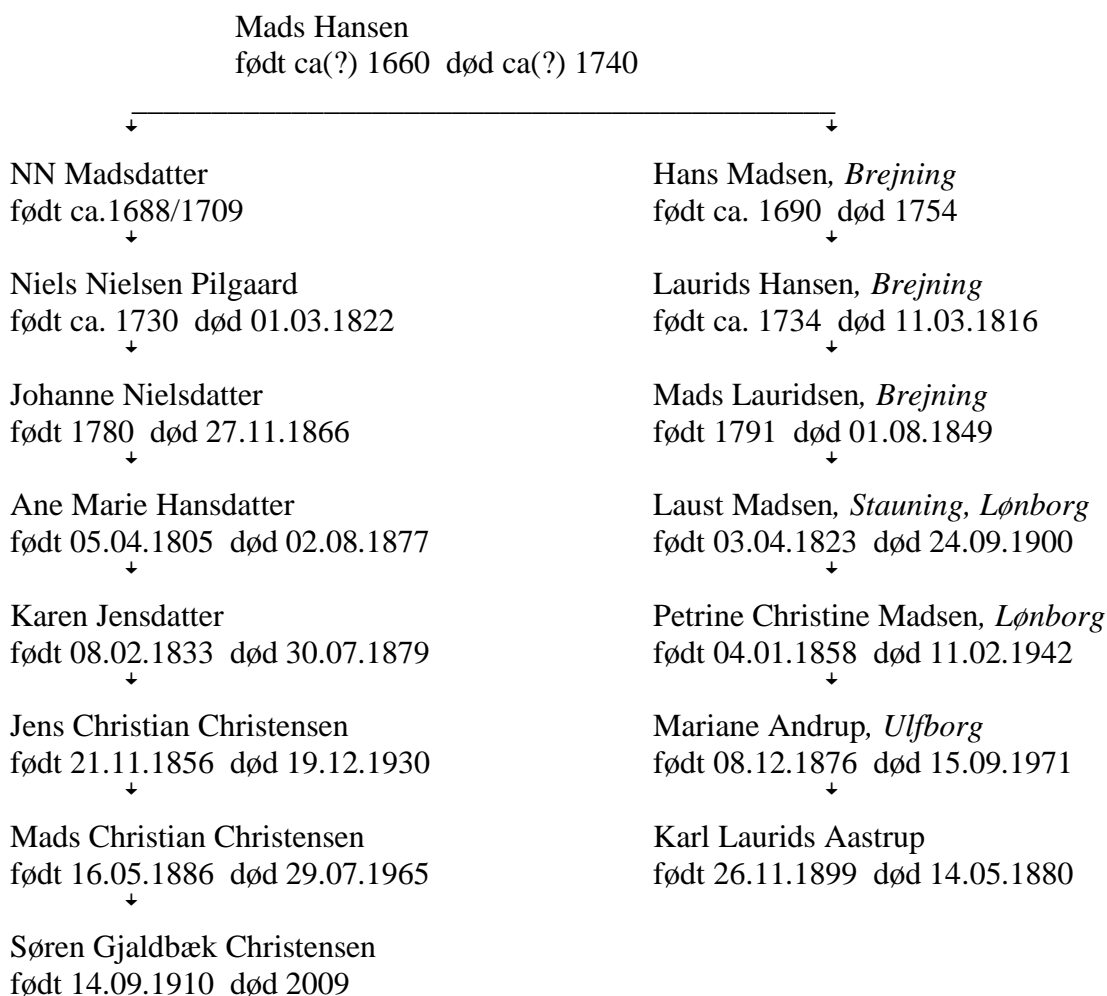 Mads Hansen
født ca(?) 1660 død ca(?) 1740
NN Madsdatter
født ca.1688/1709
Niels Nielsen Pilgaard
født ca. 1730 død 01.03.1822
Johanne Nielsdatter
født 1780 død 27.11.1866
Ane Marie Hansdatter
født 05.04.1805 død 02.08.1877
Karen Jensdatter
født 08.02.1833 død 30.07.1879
Jens Christian Christensen
født 21.11.1856 død 19.12.1930
Mads Christian Christensen
født 16.05.1886 død 29.07.1965
Søren Gjaldbæk Christensen
født 14.09.1910 død 2009
Hans Madsen, Brejning
født ca. 1690 død 1754
Laurids Hansen, Brejning
født ca. 1734 død 11.03.1816
Mads Lauridsen, Brejning
født 1791 død 01.08.1849
Laust Madsen, Stauning, Lønborg
født 03.04.1823 død 24.09.1900
Petrine Christine Madsen, Lønborg
født 04.01.1858 død 11.02.1942
Mariane Andrup, Ulfborg
født 08.12.1876 død 15.09.1971
Karl Laurids Aastrup
født 26.11.1899 død 14.05.1880